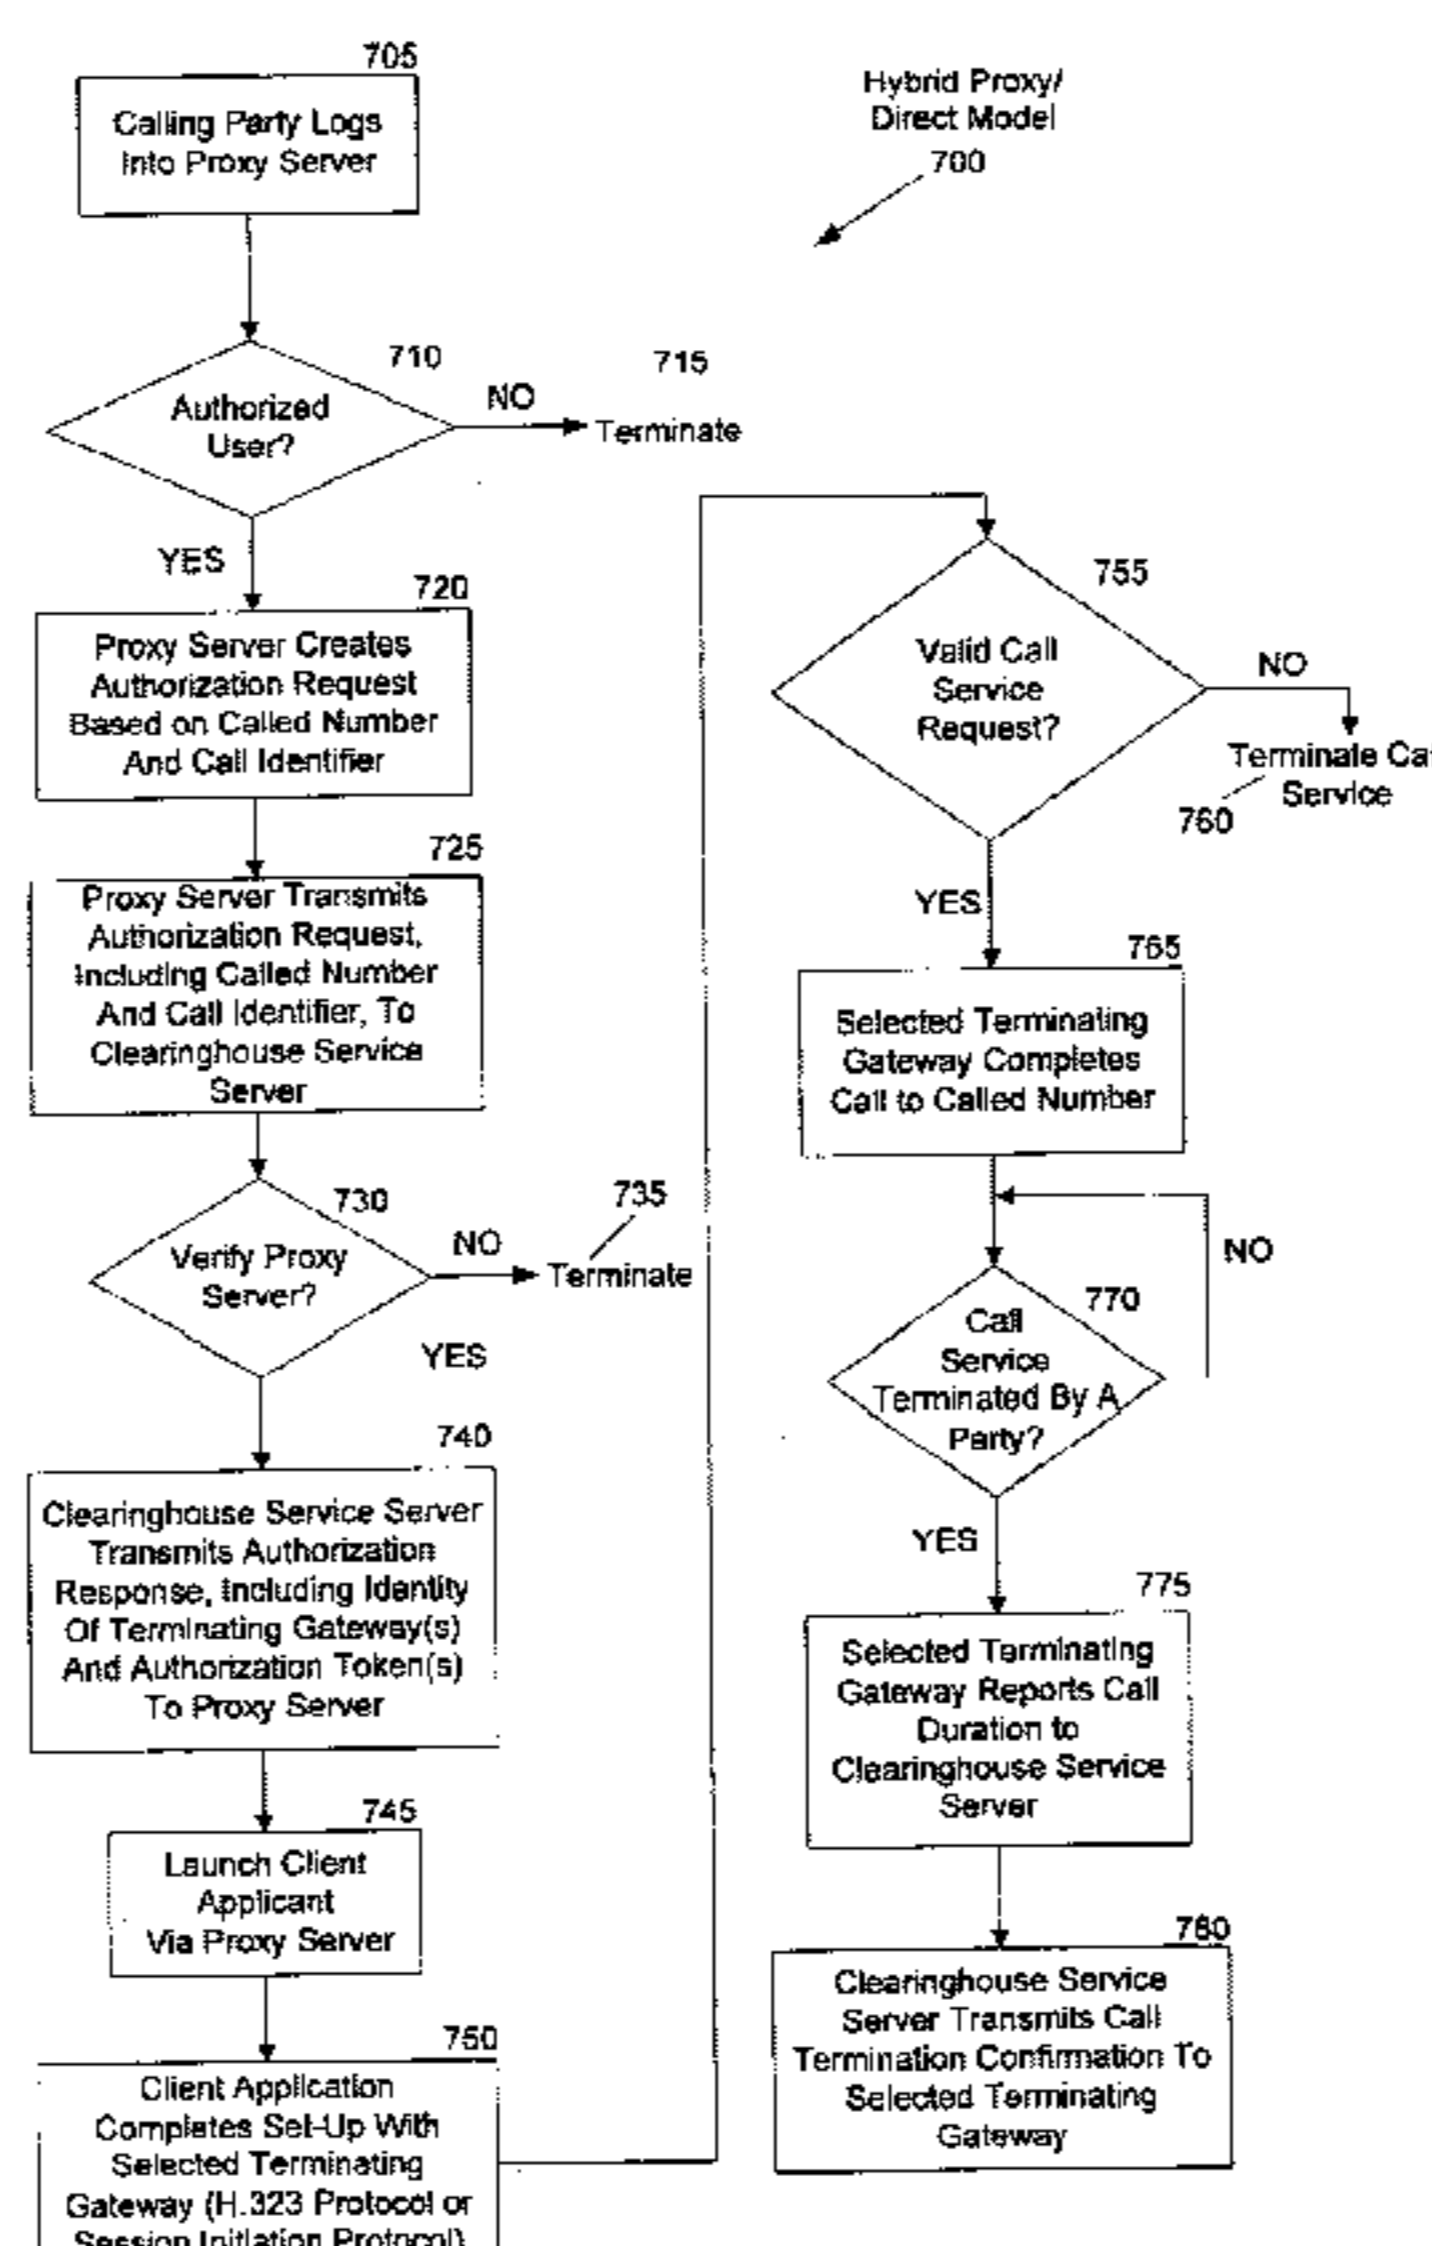 705
Calling Party Logs
Into Proxy Server
Hybrid Proxy/
Direct Model
700
710
Authorized
User?
NO
715
Terminate
YES
720
Proxy Server Creates
Authorization Request
Based on Called Number
And Call Identifier
725
Proxy Server Transmits
Authorization Request,
Including Called Number
And Call Identifier, To
Clearinghouse Service
Server
730
Verify Proxy
Server?
NO
735
Terminate
YES
740
Clearinghouse Service Server
Transmits Authorization
Response, Including Identity
Of Terminating Gateway(s)
And Authorization Token(s)
To Proxy Server
745
Launch Client
Applicant
Via Proxy Server
750
Client Application
Completes Set-Up With
Selected Terminating
Gateway (H.323 Protocol or
Session Initiation Protocol)
755
Valid Call
Service
Request?
NO
Terminate Ca
Service
760
YES
765
Selected Terminating
Gateway Completes
Call to Called Number
NO
770
Call
Service
Terminated By A
Party?
YES
775
Selected Terminating
Gateway Reports Call
Duration to
Clearinghouse Service
Server
780
Clearinghouse Service
Server Transmits Call
Termination Confirmation To
Selected Terminating
Gateway